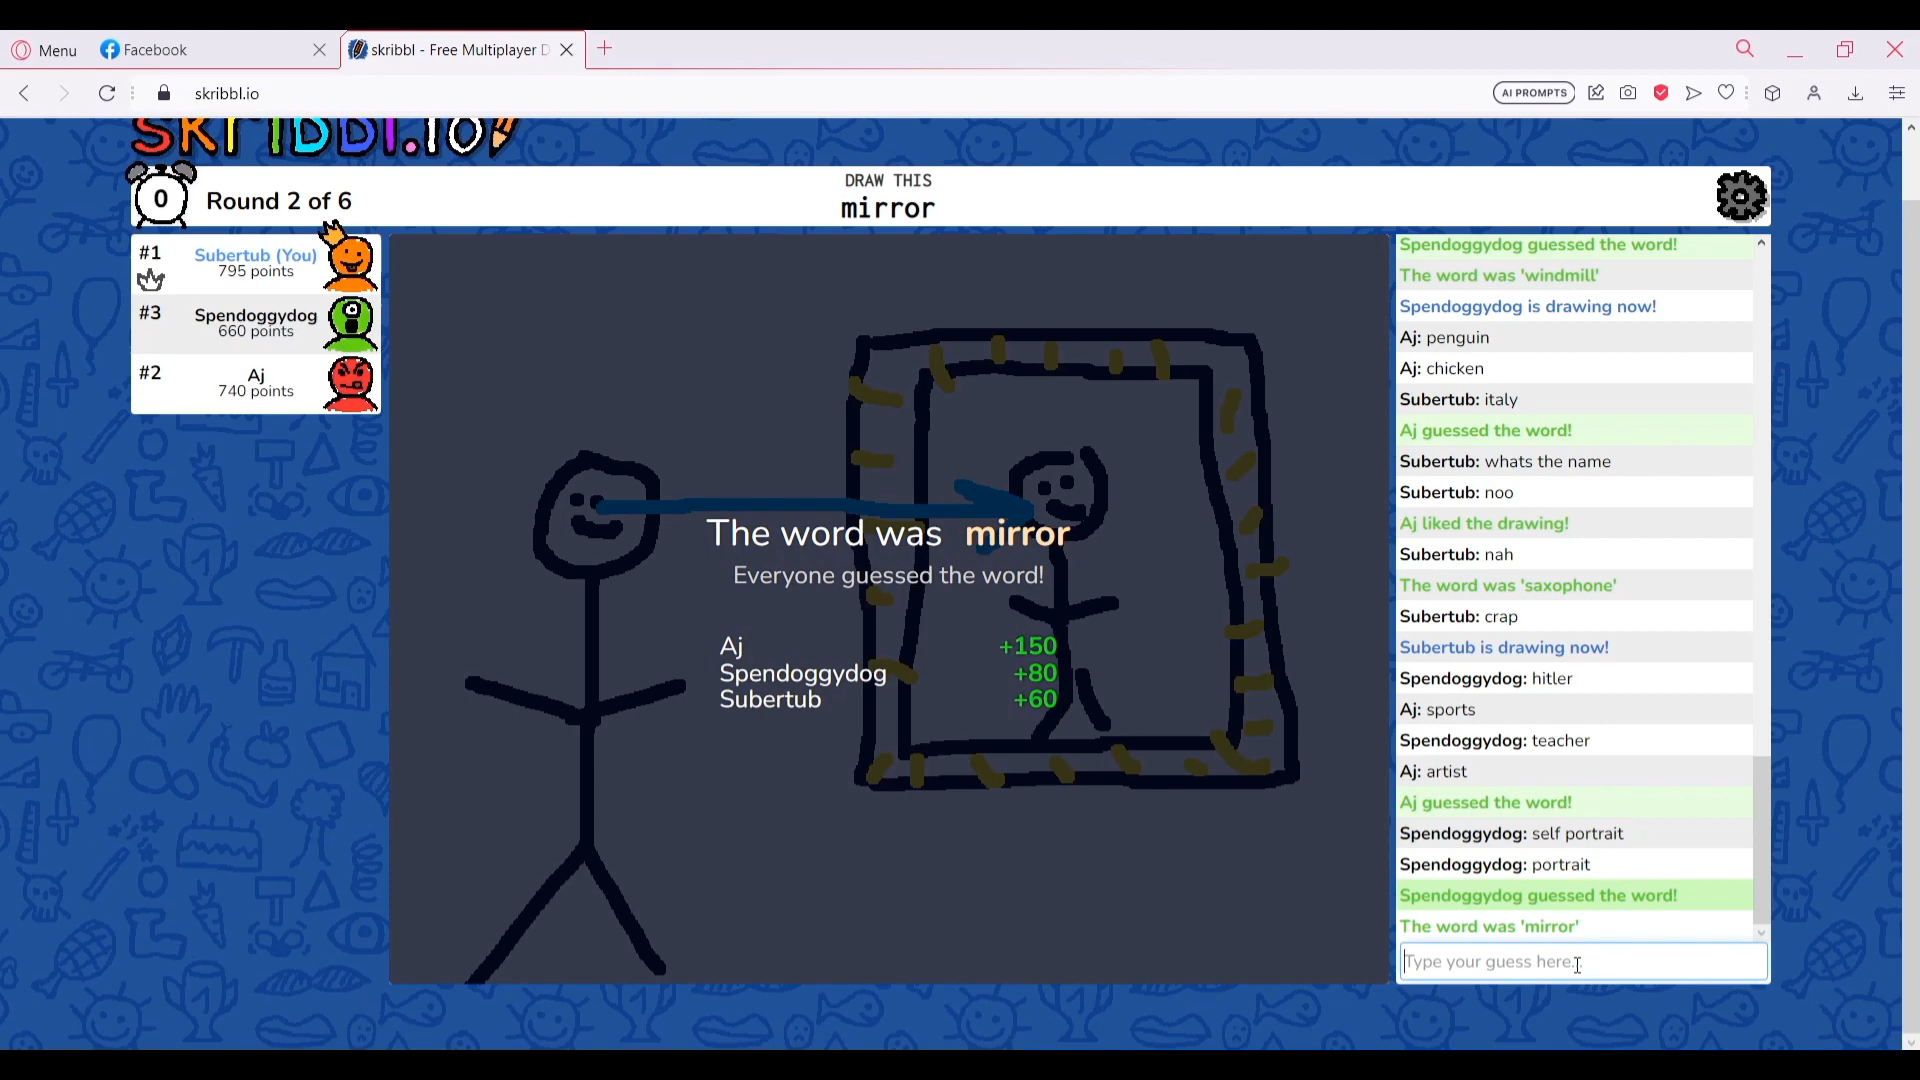 Menu
Facebook
skribbl - Free Multiplayer D
skribbl.io
AI PROMPTS
SKRIBBL.IO
0
Round 2 of 6
DRAW THIS
mirror
#1
Subertub (You)
795 points
#3
Spendoggydog
660 points
#2
Aj
740 points
The word was mirror
Everyone guessed the word!
Aj +150
Spendoggydog +80
Subertub +60
Spendoggydog guessed the word!
The word was 'windmill'
Spendoggydog is drawing now!
Aj: penguin
Aj: chicken
Subertub: italy
Aj guessed the word!
Subertub: whats the name
Subertub: noo
Aj liked the drawing!
Subertub: nah
The word was 'saxophone'
Subertub: crap
Subertub is drawing now!
Spendoggydog: hitler
Aj: sports
Spendoggydog: teacher
Aj: artist
Aj guessed the word!
Spendoggydog: self portrait
Spendoggydog: portrait
Spendoggydog guessed the word!
The word was 'mirror'
Type your guess here...